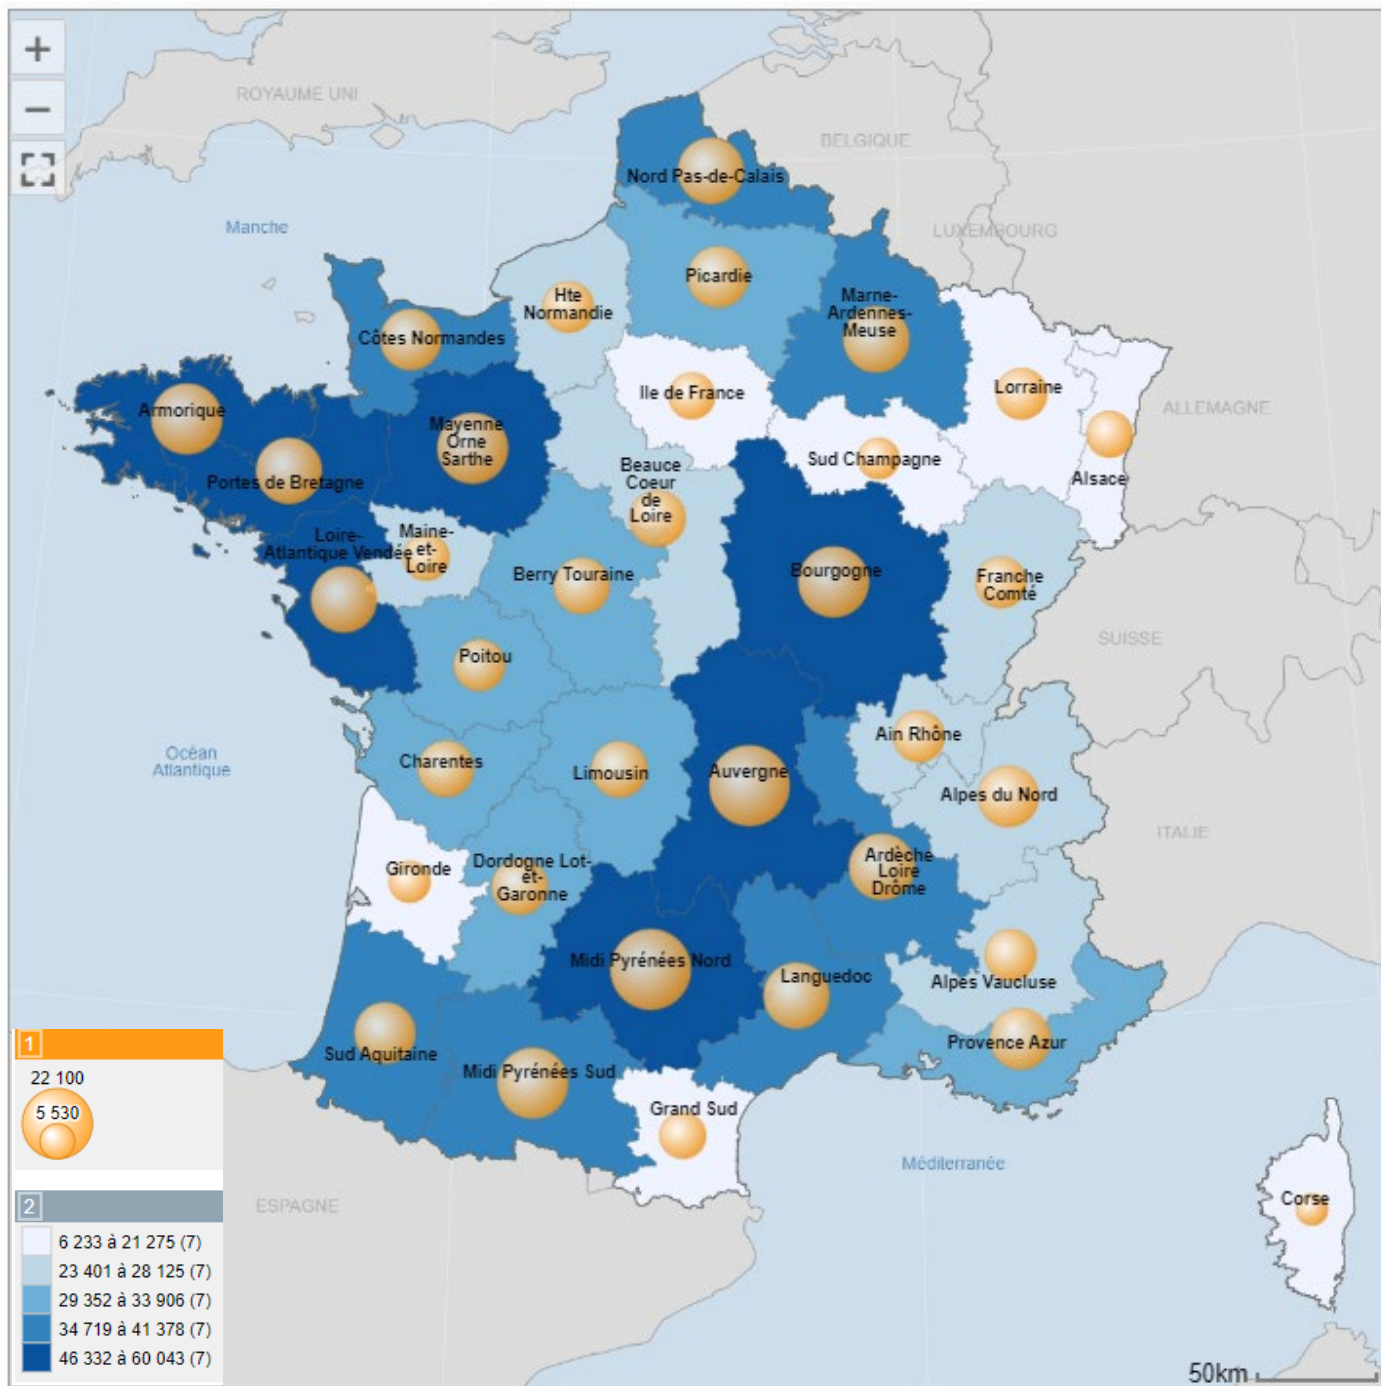 +
ROYAUME UNI
−
BELGIQUE
Nord Pas-de-Calais
Manche
LUXEMBOURG
Picardie
Hte
Normandie
Marne-
Ardennes-
Meuse
Côtes Normandes
Ile de France
Lorraine
ALLEMAGNE
Armorique
Mayenne
Orne
Sarthe
Sud Champagne
Alsace
Portes de Bretagne
Beauce
Coeur
de
Loire
Loire-
Atlantique Vendée
Maine-
et-
Loire
Berry Touraine
Bourgogne
Franche
Comté
SUISSE
Poitou
Océan
Atlantique
Charentes
Limousin
Auvergne
Ain Rhône
Alpes du Nord
ITALIE
Gironde
Dordogne Lot-
et-
Garonne
Ardèche
Loire
Drôme
Midi Pyrénées Nord
Languedoc
Alpes Vaucluse
Sud Aquitaine
Midi Pyrénées Sud
Provence Azur
Grand Sud
Méditerranée
ESPAGNE
Corse
1
22 100
5 530
2
6 233 à 21 275 (7)
23 401 à 28 125 (7)
29 352 à 33 906 (7)
34 719 à 41 378 (7)
46 332 à 60 043 (7)
50km